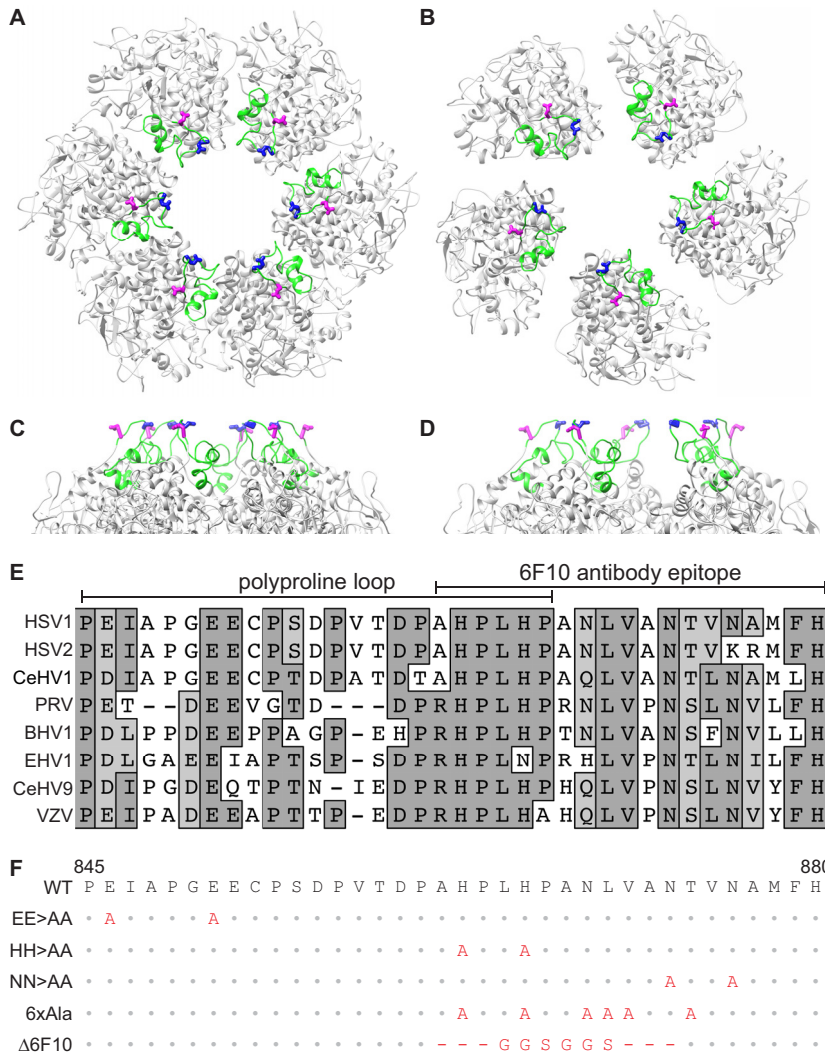 A
B
C
D
E
polyproline loop
6F10 antibody epitope
HSV1 P E I A P G E E C P S D P V T D P A H P L H P A N L V A N T V N A M F H
HSV2 P E I A P G E E C P S D P V T D P A H P L H P A N L V A N T V K R M F H
CeHV1 P D I A P G E E C P T D P A T D T A H P L H P A Q L V A N T L N A M L H
PRV P E T - - D E E V G T D - - - D P R H P L H P R N L V P N S L N V L F H
BHV1 P D L P P D E E P P A G P - E H P R H P L H P T N L V A N S F N V L L H
EHV1 P D L G A E E I A P T S P - S D P R H P L N P R H L V P N T L N I L F H
CeHV9 P D I P G D E Q T P T N - I E D P R H P L H P H Q L V P N S L N V Y F H
VZV P E I P A D E E A P T T P - E D P R H P L H A H Q L V P N S L N V Y F H
F
845 880
WT P E I A P G E E C P S D P V T D P A H P L H P A N L V A N T V N A M F H
EE>AA • A • • • • A • • • • • • • • • • • • • • • • • • • • • • • • • • • • •
HH>AA • • • • • • • • • • • • • • • • • • A • • A • • • • • • • • • • • • • •
NN>AA • • • • • • • • • • • • • • • • • • • • • • • • • • • • A • • A • • • •
6xAla • • • • • • • • • • • • • • • • • • A • • A • • A A A • • A • • • • • •
Δ6F10 • • • • • • • • • • • • • • • • • - - - G G S G G S - - - • • • • • • •